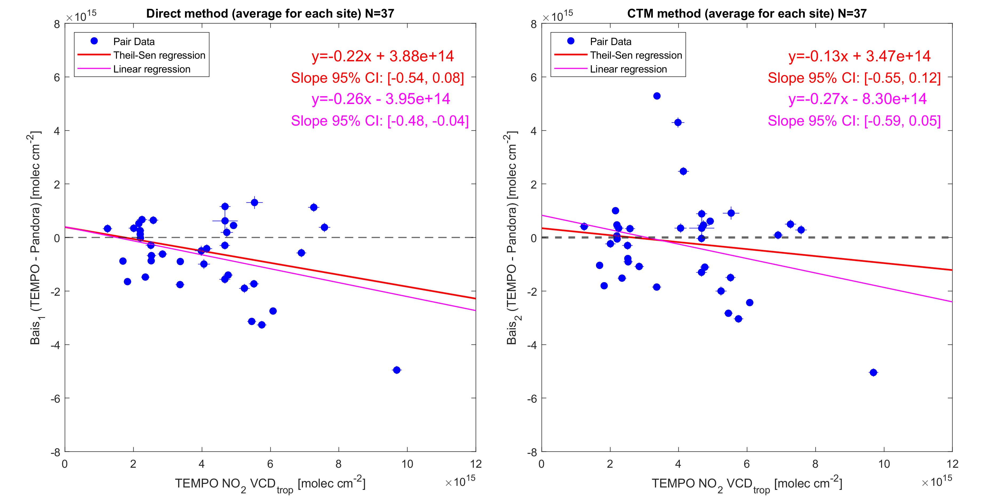 Direct method (average for each site) N=37
×10^15
8
6
4
2
0
-2
-4
-6
-8
Bais_1 (TEMPO - Pandora) [molec cm^-2]
Pair Data
Theil-Sen regression
Linear regression
y=-0.22x + 3.88e+14
Slope 95% CI: [-0.54, 0.08]
y=-0.26x - 3.95e+14
Slope 95% CI: [-0.48, -0.04]
0 2 4 6 8 10 12
TEMPO NO_2 VCD_trop [molec cm^-2]
×10^15
CTM method (average for each site) N=37
×10^15
8
6
4
2
0
-2
-4
-6
-8
Bais_2 (TEMPO - Pandora) [molec cm^-2]
Pair Data
Theil-Sen regression
Linear regression
y=-0.13x + 3.47e+14
Slope 95% CI: [-0.55, 0.12]
y=-0.27x - 8.30e+14
Slope 95% CI: [-0.59, 0.05]
0 2 4 6 8 10 12
TEMPO NO_2 VCD_trop [molec cm^-2]
×10^15